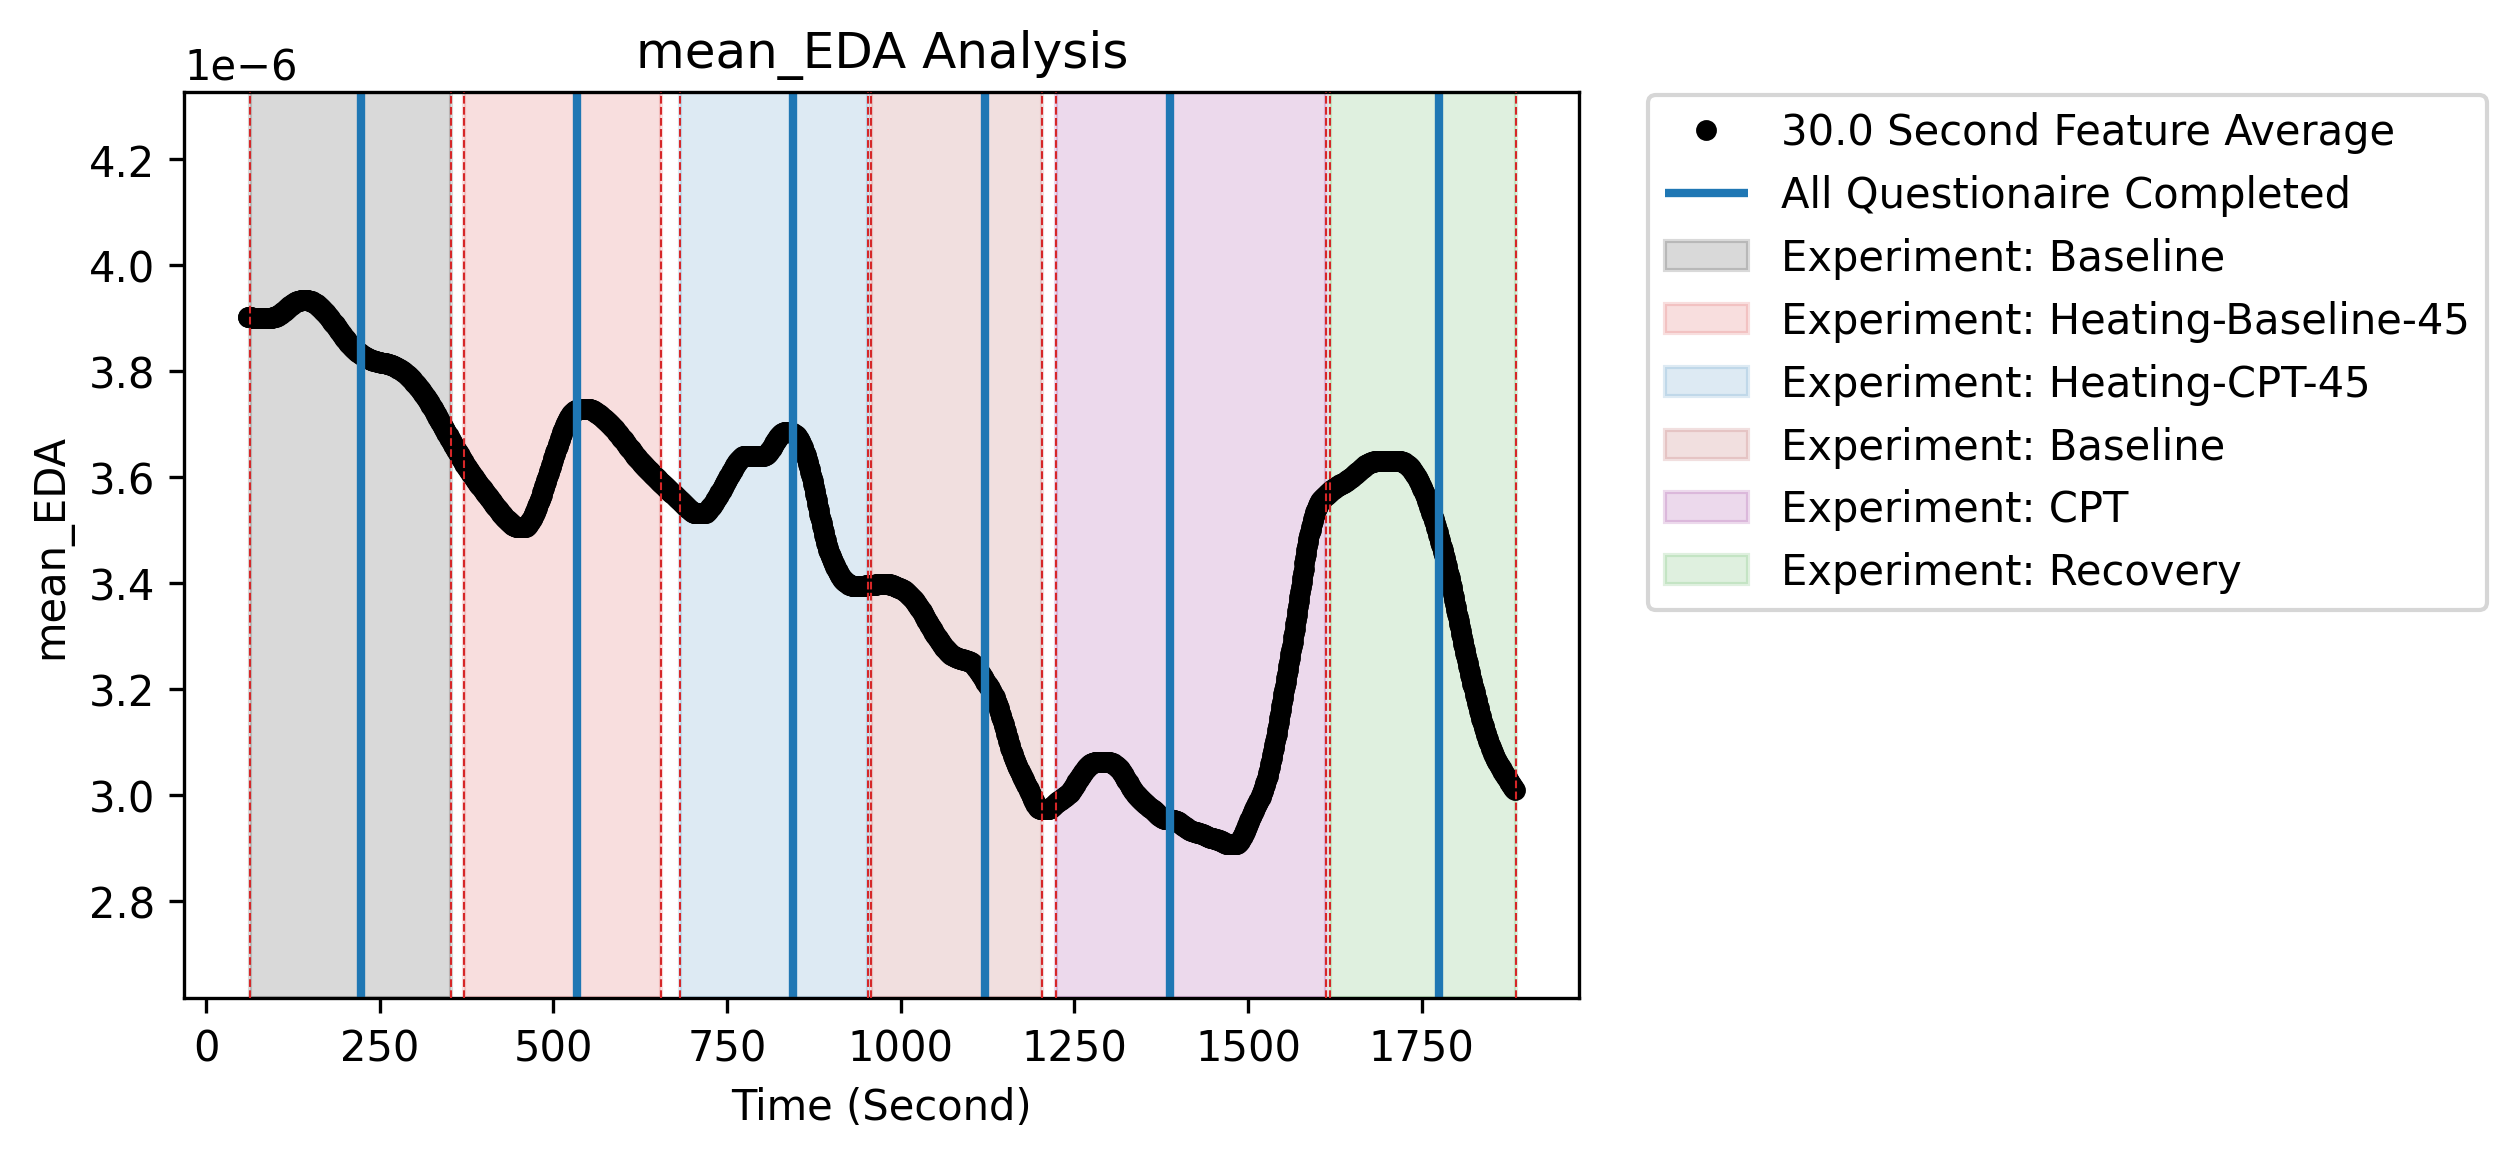 mean_EDA Analysis
1e−6
4.2
4.0
3.8
3.6
3.4
3.2
3.0
2.8
mean_EDA
0 250 500 750 1000 1250 1500 1750
Time (Second)
30.0 Second Feature Average
All Questionaire Completed
Experiment: Baseline
Experiment: Heating-Baseline-45
Experiment: Heating-CPT-45
Experiment: Baseline
Experiment: CPT
Experiment: Recovery